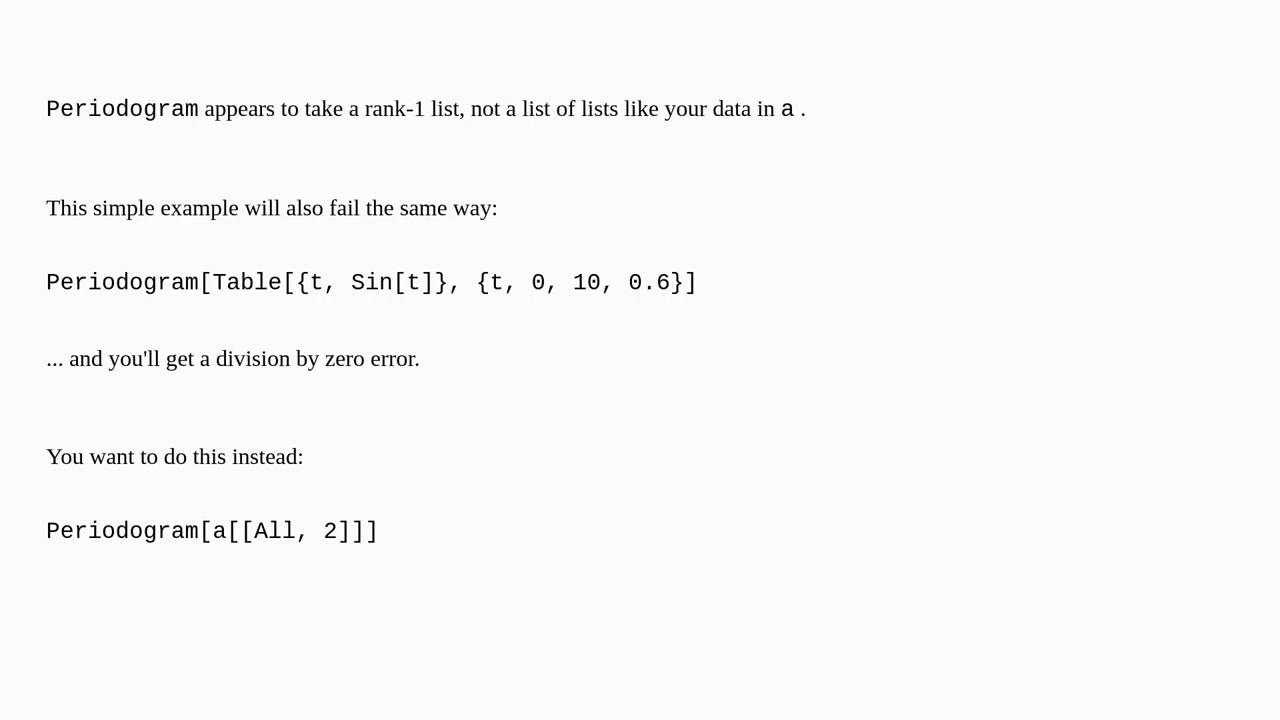 Periodogram appears to take a rank-1 list, not a list of lists like your data in a .
This simple example will also fail the same way:
Periodogram[Table[{t, Sin[t]}, {t, 0, 10, 0.6}]
... and you'll get a division by zero error.
You want to do this instead:
Periodogram[a[[All, 2]]]